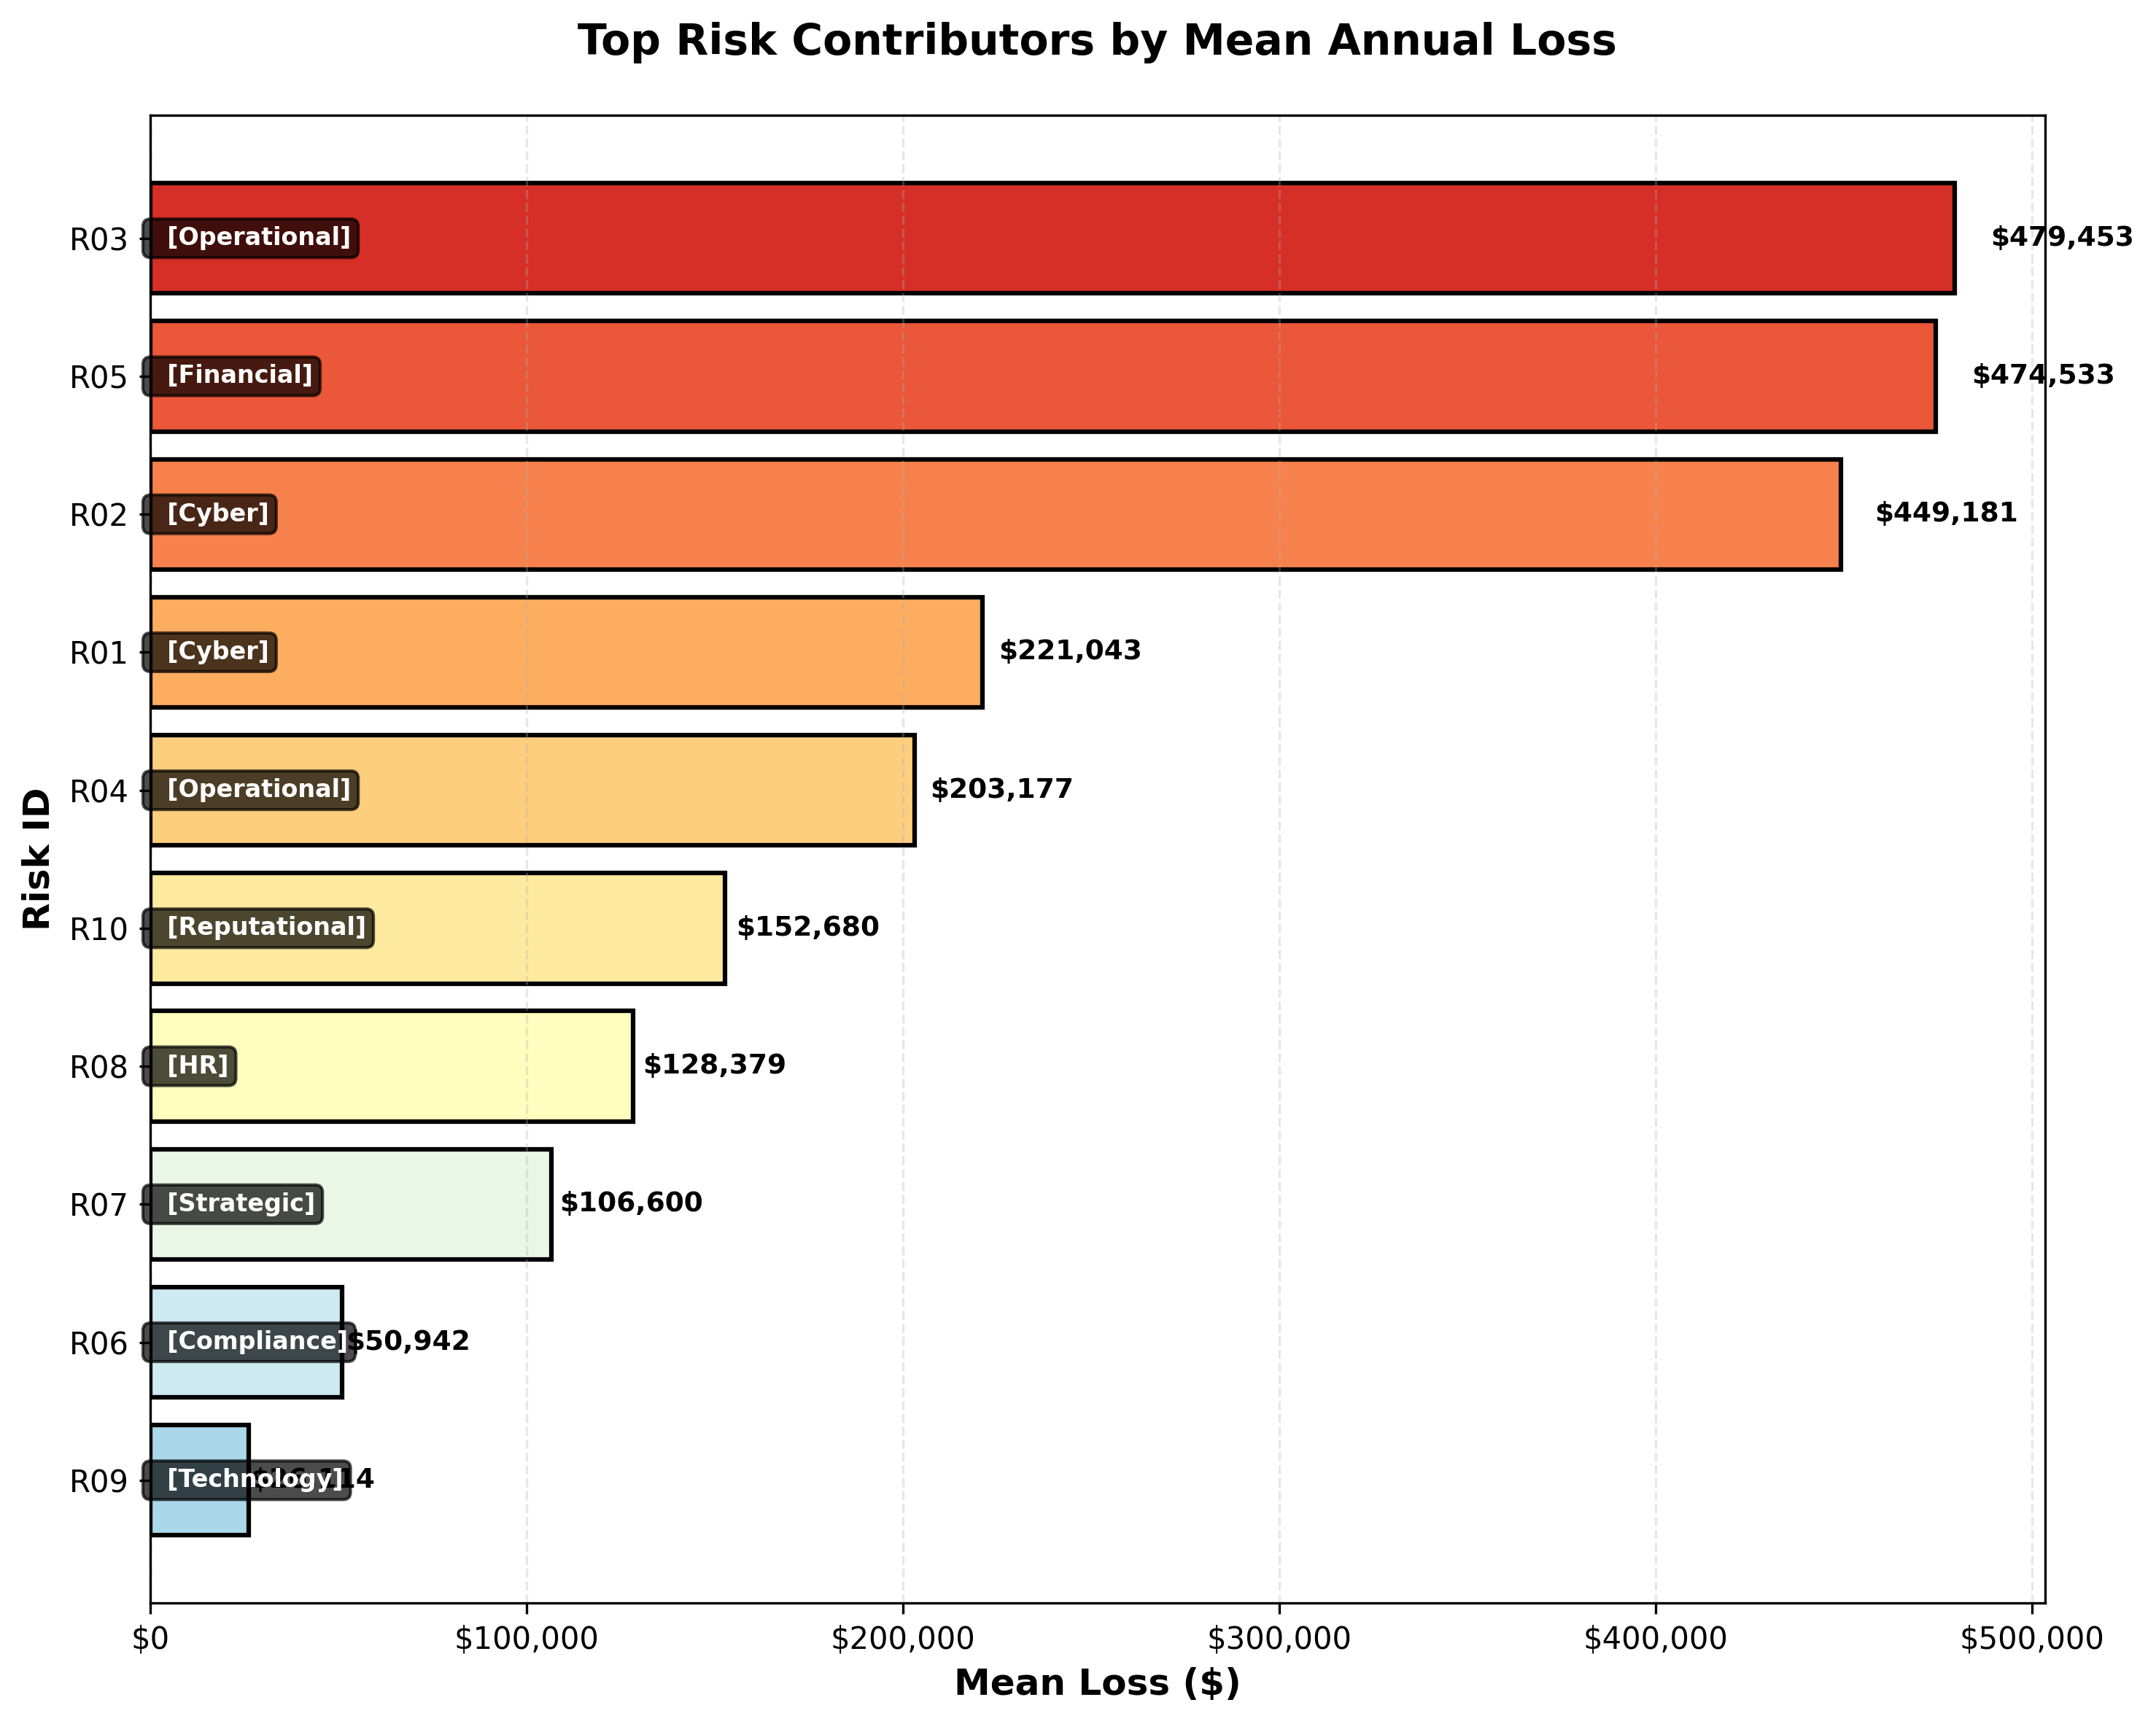 Top Risk Contributors by Mean Annual Loss
Risk ID
R03 [Operational] $479,453
R05 [Financial] $474,533
R02 [Cyber] $449,181
R01 [Cyber] $221,043
R04 [Operational] $203,177
R10 [Reputational] $152,680
R08 [HR] $128,379
R07 [Strategic] $106,600
R06 [Compliance] $50,942
R09 [Technology]
$0 $100,000 $200,000 $300,000 $400,000 $500,000
Mean Loss ($)